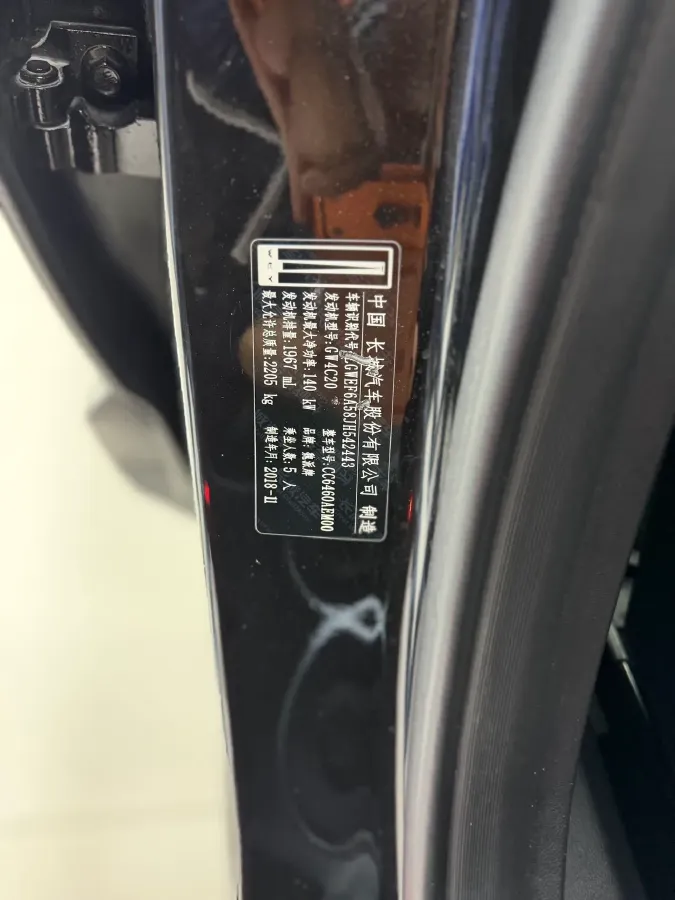 WEY
中国 长城汽车股份有限公司 制造
车辆识别代号:LGWEF6A58JH542443
发动机型号:GW4C20 整车型号:CC6460AEM00
发动机最大净功率:140 kW 品牌:魏派牌
发动机排量:1967 ml 乘坐人数:5 人
最大允许总质量:2205 kg 制造年月:2018-11